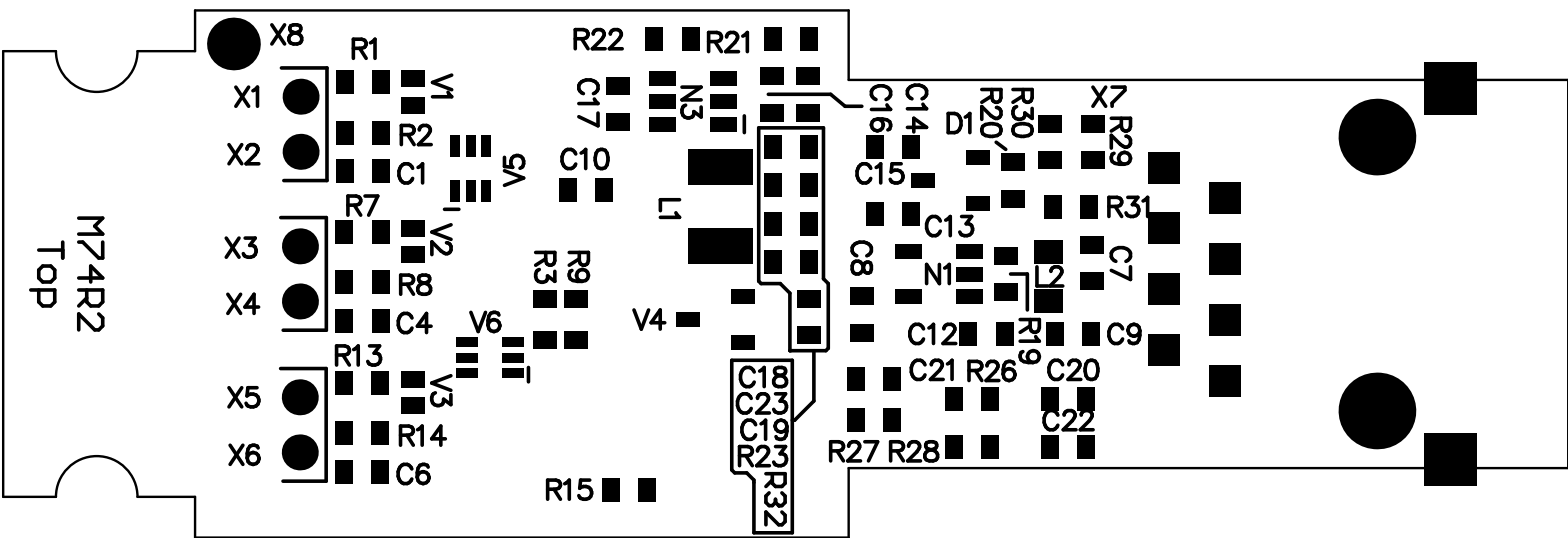 M74R2
Top
X8
R1
X1
V1
X2
R2
C1
V5
R7
X3
V2
X4
R8
C4
V6
R13
X5
V3
R14
X6
C6
R22
R21
C17
N3
C10
L1
R3
R9
V4
R15
C18
C23
C19
R23
R32
C16
C14
C15
D1
R20
R30
X7
R29
R31
C13
C8
N1
L2
C7
C12
R19
C9
C21
R26
C20
C22
R27
R28